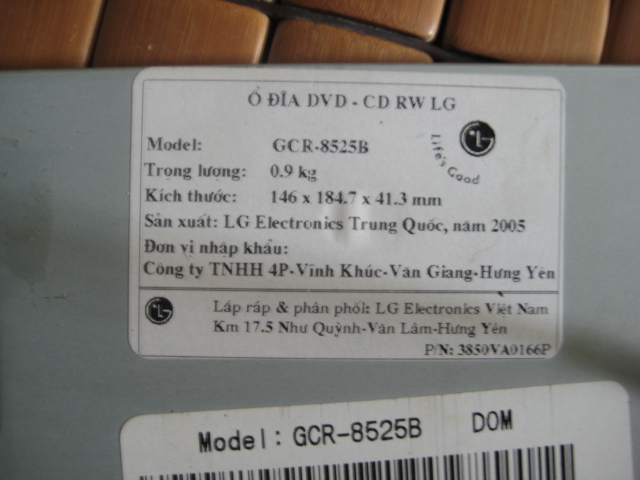 Ổ ĐĨA DVD - CD RW LG
Model: GCR-8525B
Trọng lượng: 0.9 kg
Kích thước: 146 x 184.7 x 41.3 mm
Sản xuất: LG Electronics Trung Quốc, năm 2005
Đơn vị nhập khẩu:
Công ty TNHH 4P-Vĩnh Khúc-Văn Giang-Hưng Yên
LG
Life's Good
LG
Lắp ráp & phân phối: LG Electronics Việt Nam
Km 17.5 Như Quỳnh-Văn Lâm-Hưng Yên
P/N: 3850VA0166P
Model: GCR-8525B DOM